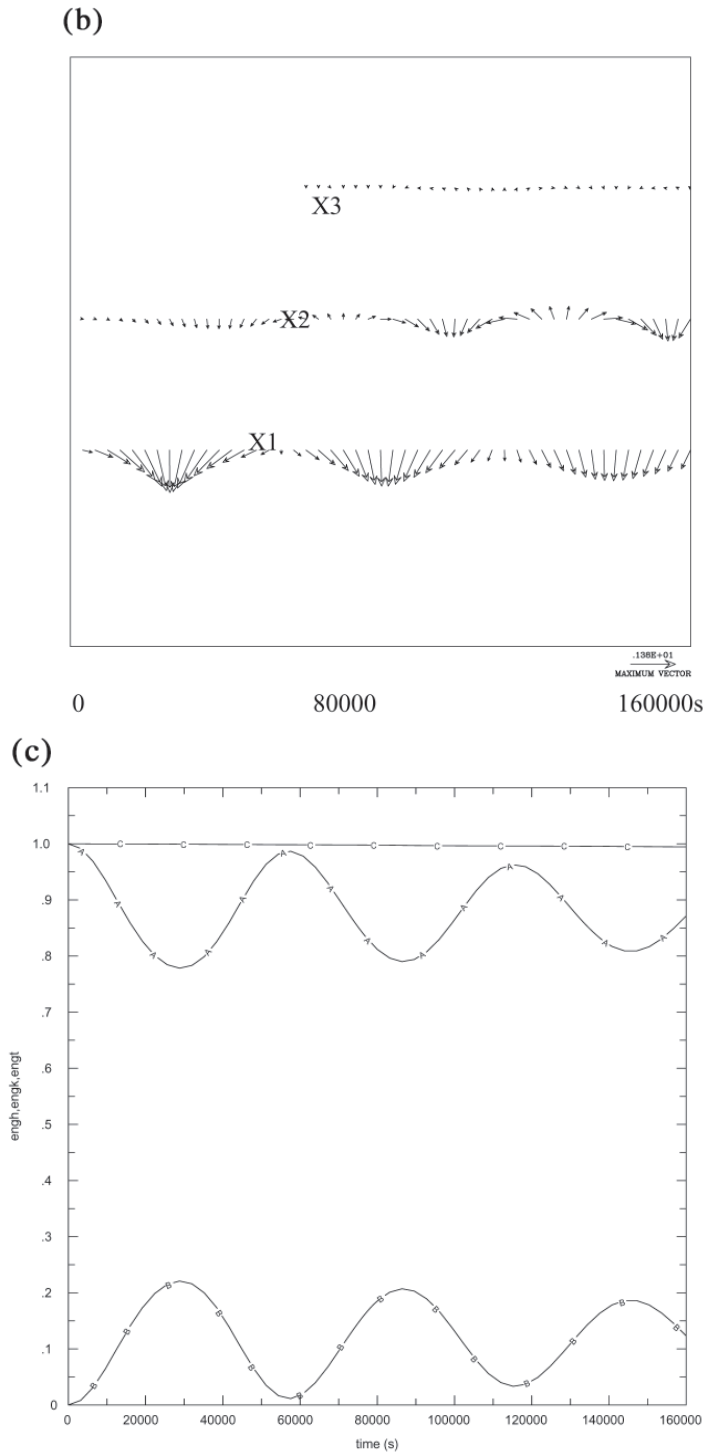 (b)
X3
X2
X1
.138E+01
MAXIMUM VECTOR
0 80000 160000s
(c)
1.1
1.0
.9
.8
.7
.6
.5
.4
.3
.2
.1
0
engh,engk,engt
C C C C C C C C C
A A A A A A A A A A A A A
B B B B B B B B B B B B B
0 20000 40000 60000 80000 100000 120000 140000 160000
time (s)